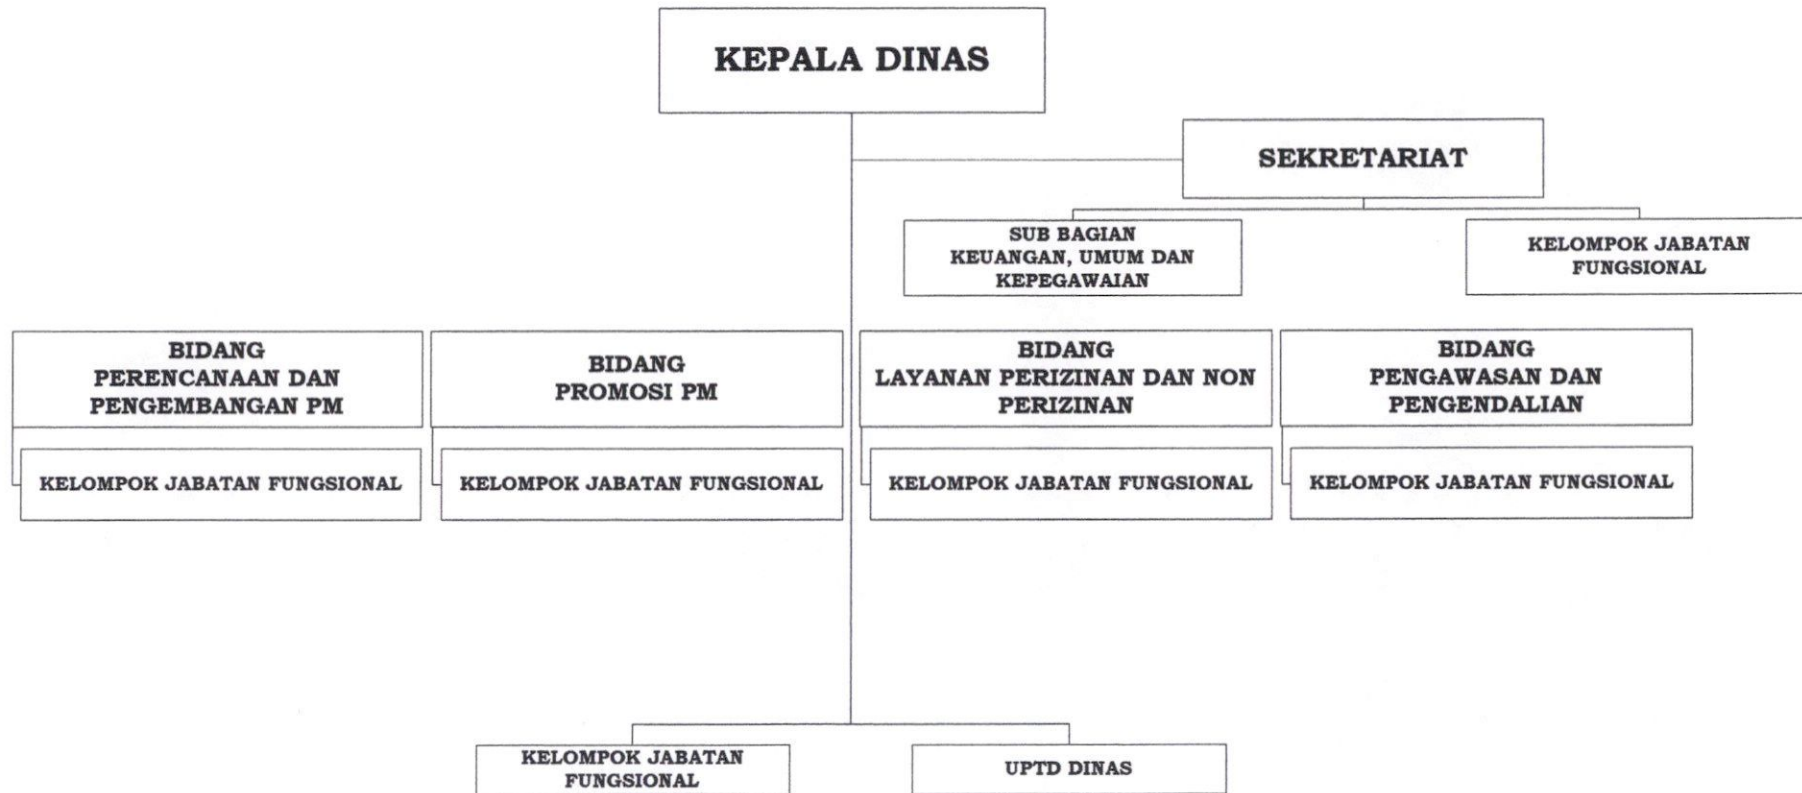 KEPALA DINAS
SEKRETARIAT
SUB BAGIAN
KEUANGAN, UMUM DAN
KEPEGAWAIAN
KELOMPOK JABATAN
FUNGSIONAL
BIDANG
PERENCANAAN DAN
PENGEMBANGAN PM
BIDANG
PROMOSI PM
BIDANG
LAYANAN PERIZINAN DAN NON
PERIZINAN
BIDANG
PENGAWASAN DAN
PENGENDALIAN
KELOMPOK JABATAN FUNGSIONAL
KELOMPOK JABATAN FUNGSIONAL
KELOMPOK JABATAN FUNGSIONAL
KELOMPOK JABATAN FUNGSIONAL
KELOMPOK JABATAN
FUNGSIONAL
UPTD DINAS